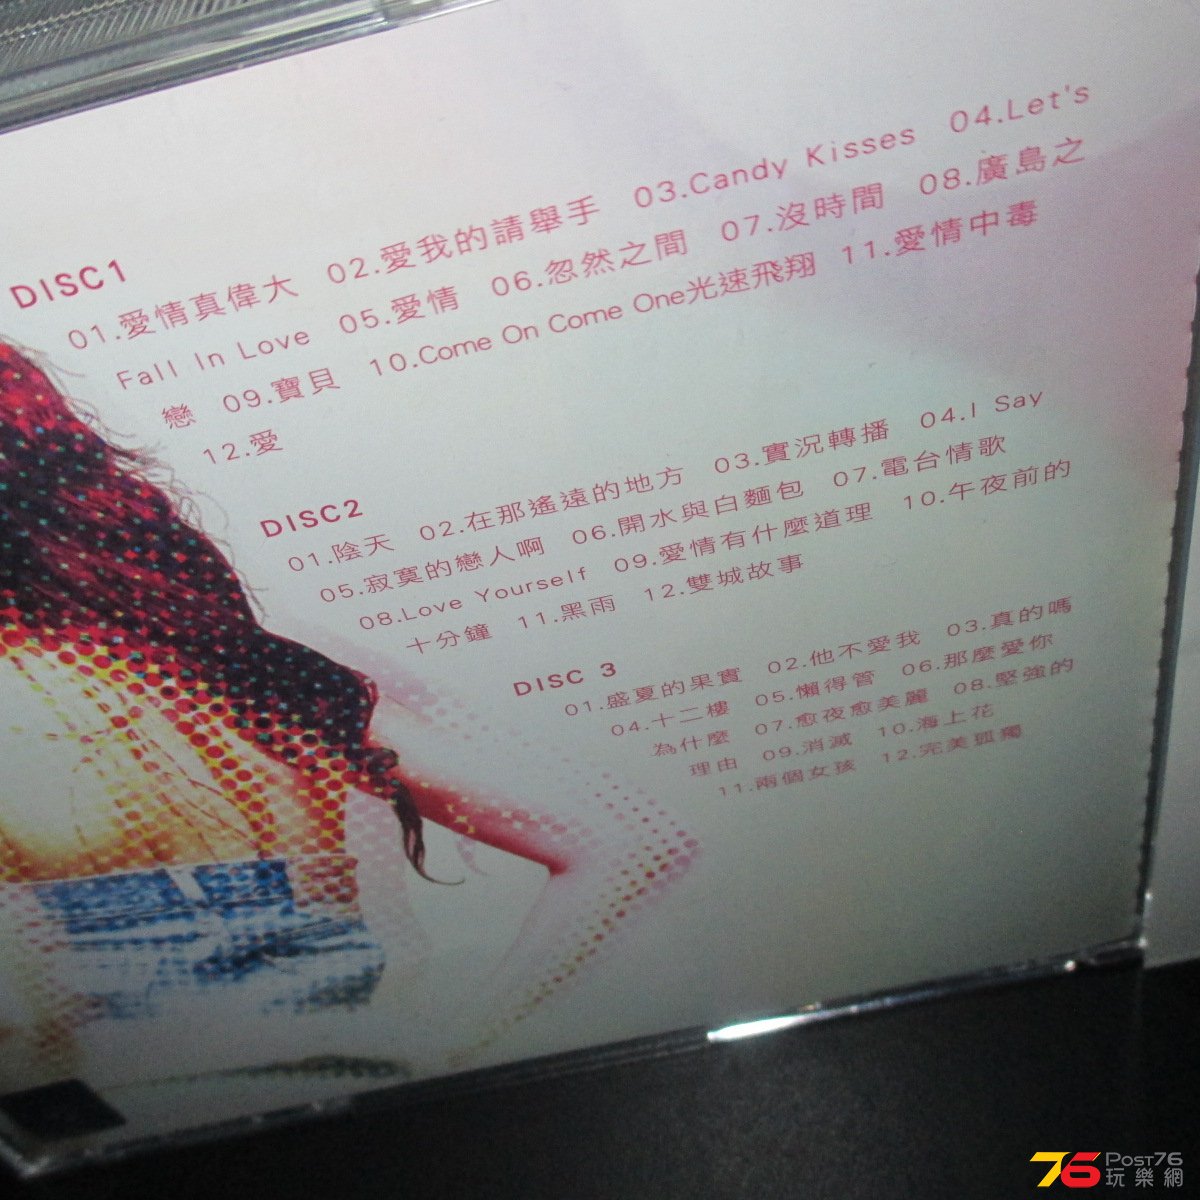 DISC1
01.愛情真偉大 02.愛我的請舉手 03.Candy Kisses 04.Let's
Fall In Love 05.愛情 06.忽然之間 07.沒時間 08.廣島之
戀 09.寶貝 10.Come On Come One光速飛翔 11.愛情中毒
12.愛
DISC2
01.陰天 02.在那遙遠的地方 03.實況轉播 04.I Say
05.寂寞的戀人啊 06.開水與白麵包 07.電台情歌
08.Love Yourself 09.愛情有什麼道理 10.午夜前的
十分鐘 11.黑雨 12.雙城故事
DISC 3
01.盛夏的果實 02.他不愛我 03.真的嗎
04.十二樓 05.懶得管 06.那麼愛你
為什麼 07.愈夜愈美麗 08.堅強的
理由 09.消滅 10.海上花
11.兩個女孩 12.完美孤獨
76 POST76
玩樂網